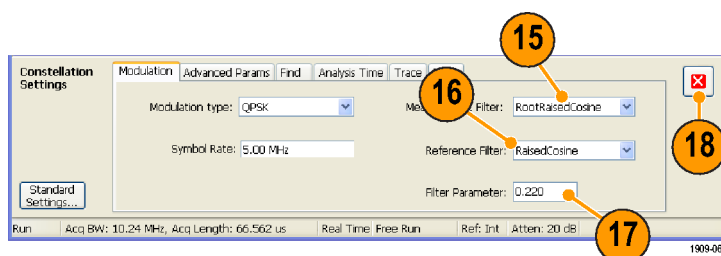 15
18
Constellation Settings
Modulation Advanced Params Find Analysis Time Trace
16
Modulation type: QPSK
Filter: RootRaisedCosine
Symbol Rate: 5.00 MHz
Reference Filter: RaisedCosine
Standard Settings...
Filter Parameter: 0.220
17
Run Acq BW: 10.24 MHz, Acq Length: 66.562 us Real Time Free Run Ref: Int Atten: 20 dB
1909-06